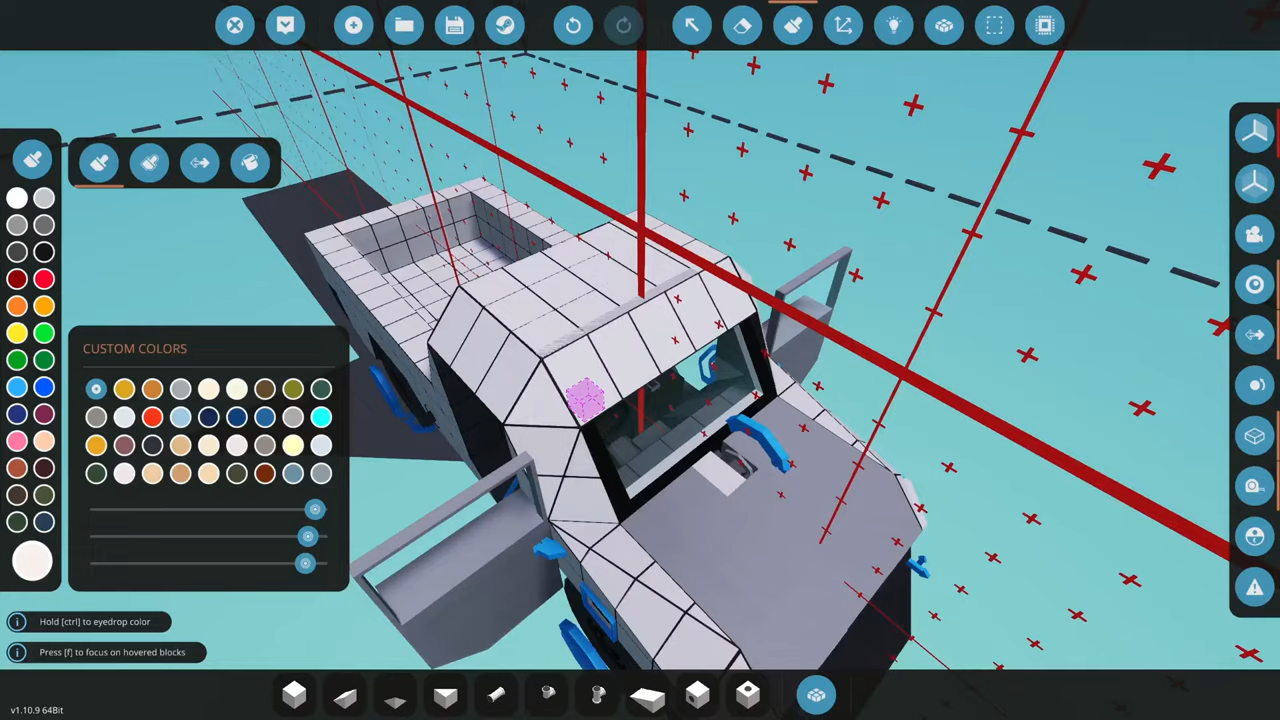 CUSTOM COLORS
Hold [ctrl] to eyedrop color
Press [f] to focus on hovered blocks
v1.10.9 64Bit